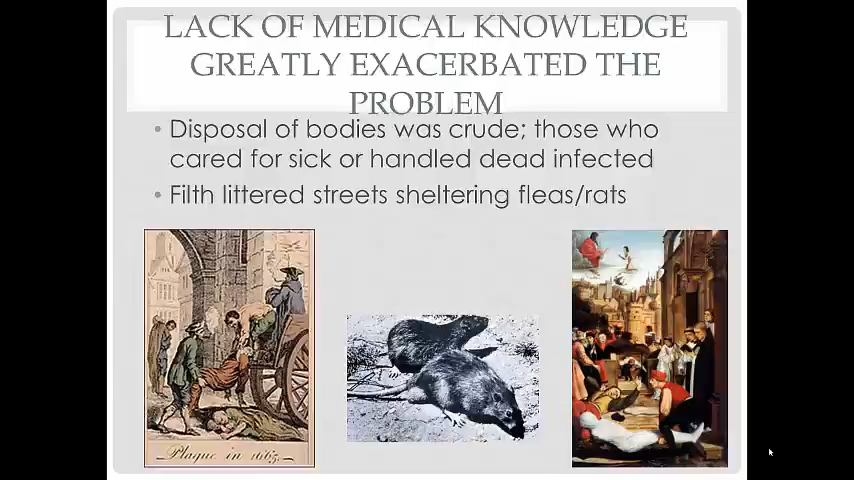 LACK OF MEDICAL KNOWLEDGE
GREATLY EXACERBATED THE
PROBLEM
• Disposal of bodies was crude; those who
cared for sick or handled dead infected
• Filth littered streets sheltering fleas/rats
Plague in 1665